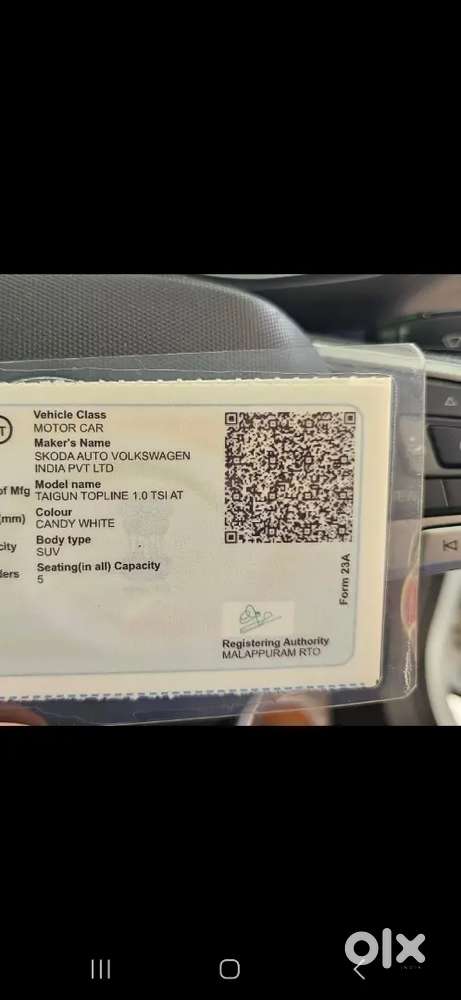 Vehicle Class
MOTOR CAR
Maker's Name
SKODA AUTO VOLKSWAGEN
INDIA PVT LTD
of Mfg Model name
TAIGUN TOPLINE 1.0 TSI AT
(mm) Colour
CANDY WHITE
Body type
SUV
Seating(in all) Capacity
5
Form 23A
Registering Authority
MALAPPURAM RTO
olx
INDIA